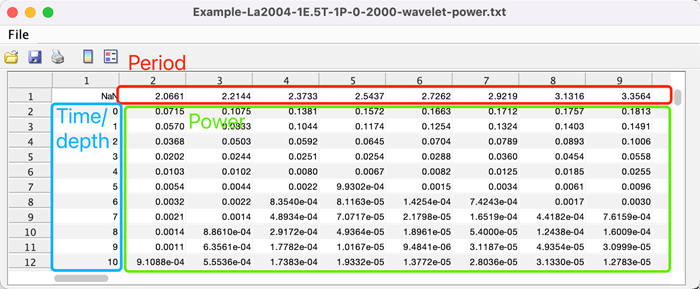 Example-La2004-1E.5T-1P-0-2000-wavelet-power.txt
File
Period
1 2 3 4 5 6 7 8 9
1 NaN 2.0661 2.2144 2.3733 2.5437 2.7262 2.9219 3.1316 3.3564
Time/
depth
Power
2 0 0.0715 0.1075 0.1381 0.1572 0.1663 0.1712 0.1757 0.1813
3 1 0.0570 0.0833 0.1044 0.1174 0.1254 0.1324 0.1403 0.1491
4 2 0.0368 0.0503 0.0592 0.0645 0.0704 0.0789 0.0893 0.1006
5 3 0.0202 0.0244 0.0251 0.0254 0.0288 0.0360 0.0454 0.0558
6 4 0.0103 0.0102 0.0080 0.0067 0.0082 0.0125 0.0185 0.0255
7 5 0.0054 0.0044 0.0022 9.9302e-04 0.0015 0.0034 0.0061 0.0096
8 6 0.0032 0.0022 8.3540e-04 8.1163e-05 1.4254e-04 7.4243e-04 0.0017 0.0030
9 7 0.0021 0.0014 4.8934e-04 7.0717e-05 2.1798e-05 1.6519e-04 4.4182e-04 7.6159e-04
10 8 0.0014 8.8610e-04 2.9172e-04 4.9364e-05 1.8961e-05 5.4000e-05 1.2438e-04 1.6009e-04
11 9 0.0011 6.3561e-04 1.7782e-04 1.0167e-05 9.4841e-06 3.1187e-05 4.9354e-05 3.0999e-05
12 10 9.1088e-04 5.5536e-04 1.7383e-04 1.9332e-05 1.3772e-05 2.8036e-05 3.1330e-05 1.2783e-05